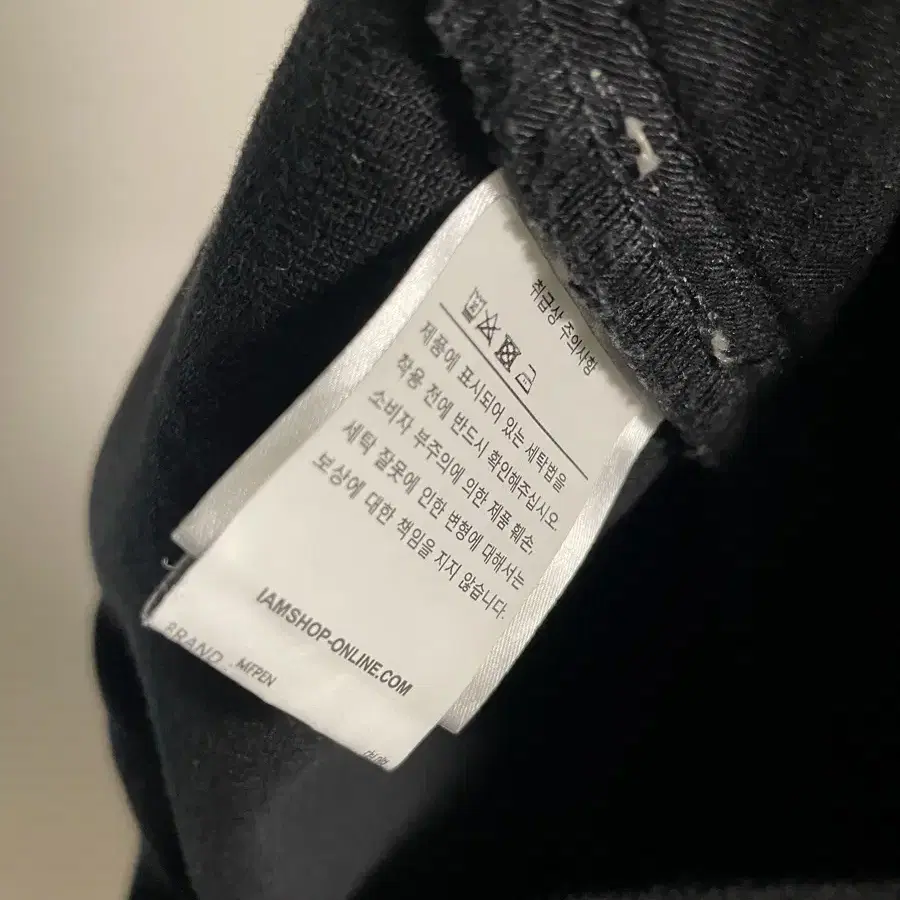 취급상 주의사항
제품에 표시되어 있는 세탁법을
착용 전에 반드시 확인해주십시오.
소비자 부주의에 의한 제품 훼손,
세탁 잘못에 인한 변형에 대해서는
보상에 대한 책임을 지지 않습니다.
IAMSHOP-ONLINE.COM
BRAND : MFPEN